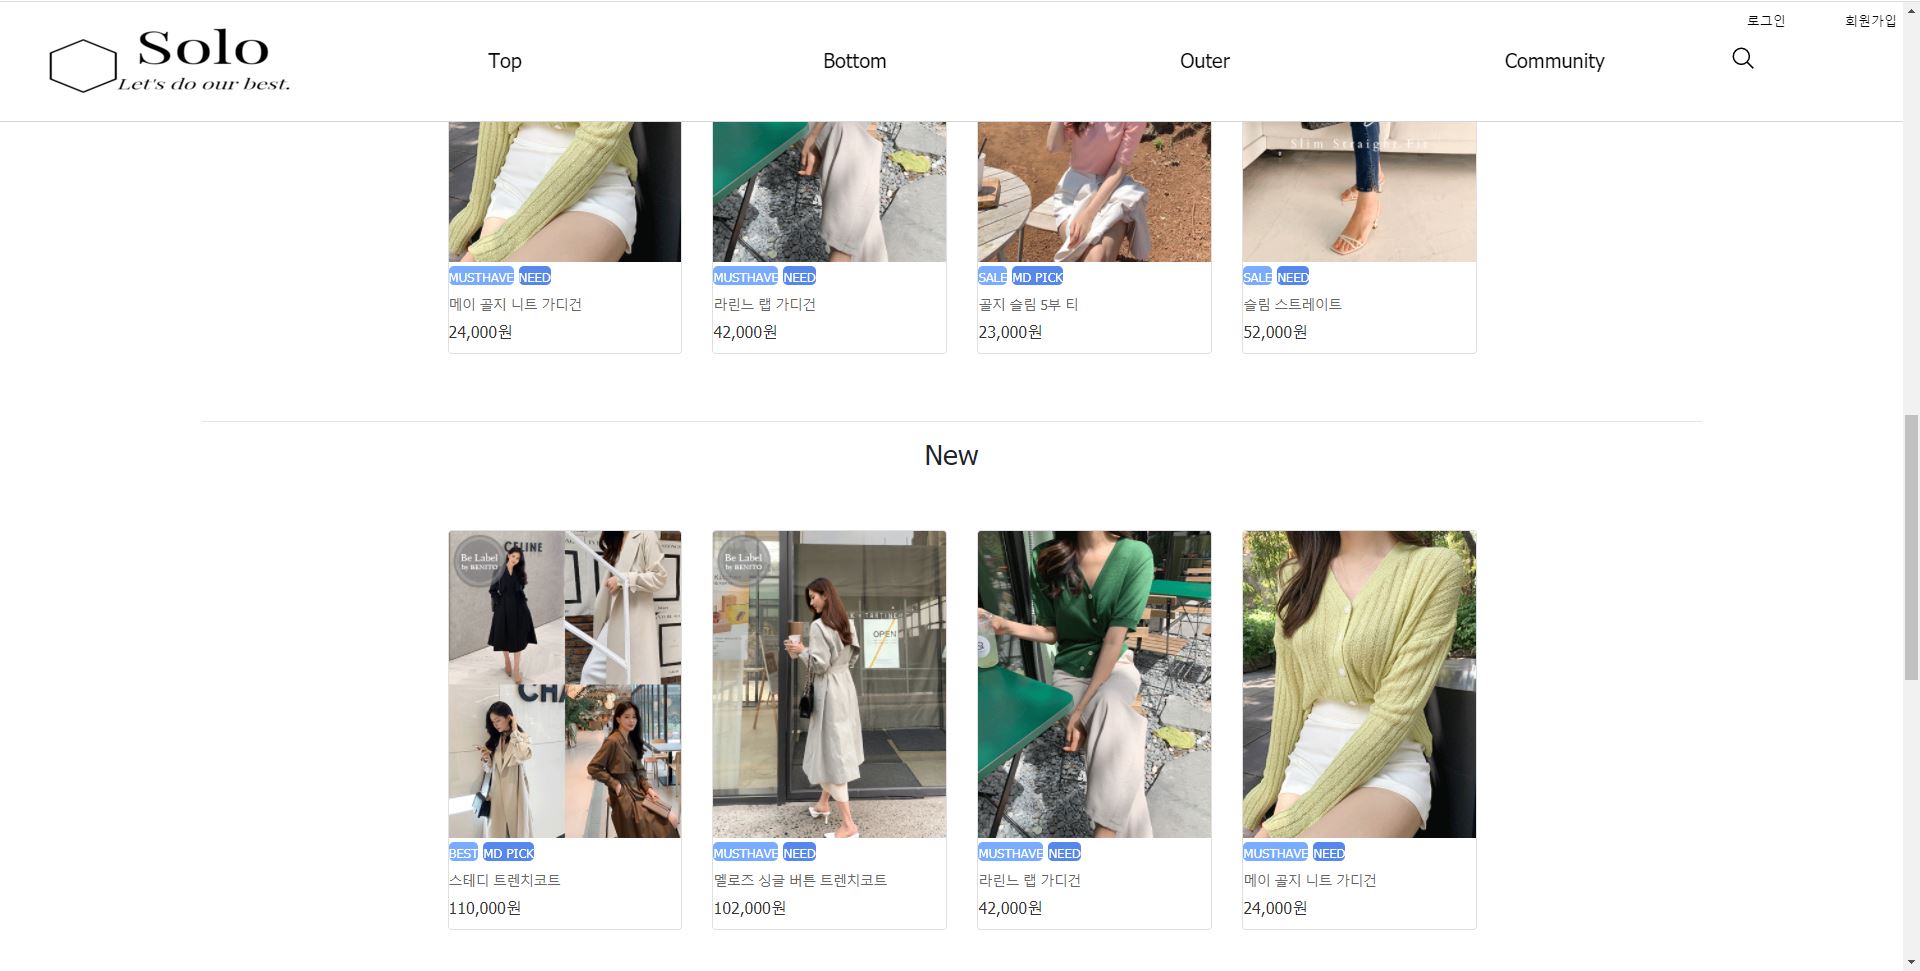 로그인 회원가입
Solo
Let's do our best.
Top Bottom Outer Community
Slim Straight Fit
MUSTHAVE NEED
메이 골지 니트 가디건
24,000원
MUSTHAVE NEED
라린느 랩 가디건
42,000원
SALE MD PICK
골지 슬림 5부 티
23,000원
SALE NEED
슬림 스트레이트
52,000원
New
Be Label
by BENITO
CELINE
CHA
BEST MD PICK
스테디 트렌치코트
110,000원
Be Label
by BENITO
TARTINE
OPEN
MUSTHAVE NEED
멜로즈 싱글 버튼 트렌치코트
102,000원
MUSTHAVE NEED
라린느 랩 가디건
42,000원
MUSTHAVE NEED
메이 골지 니트 가디건
24,000원